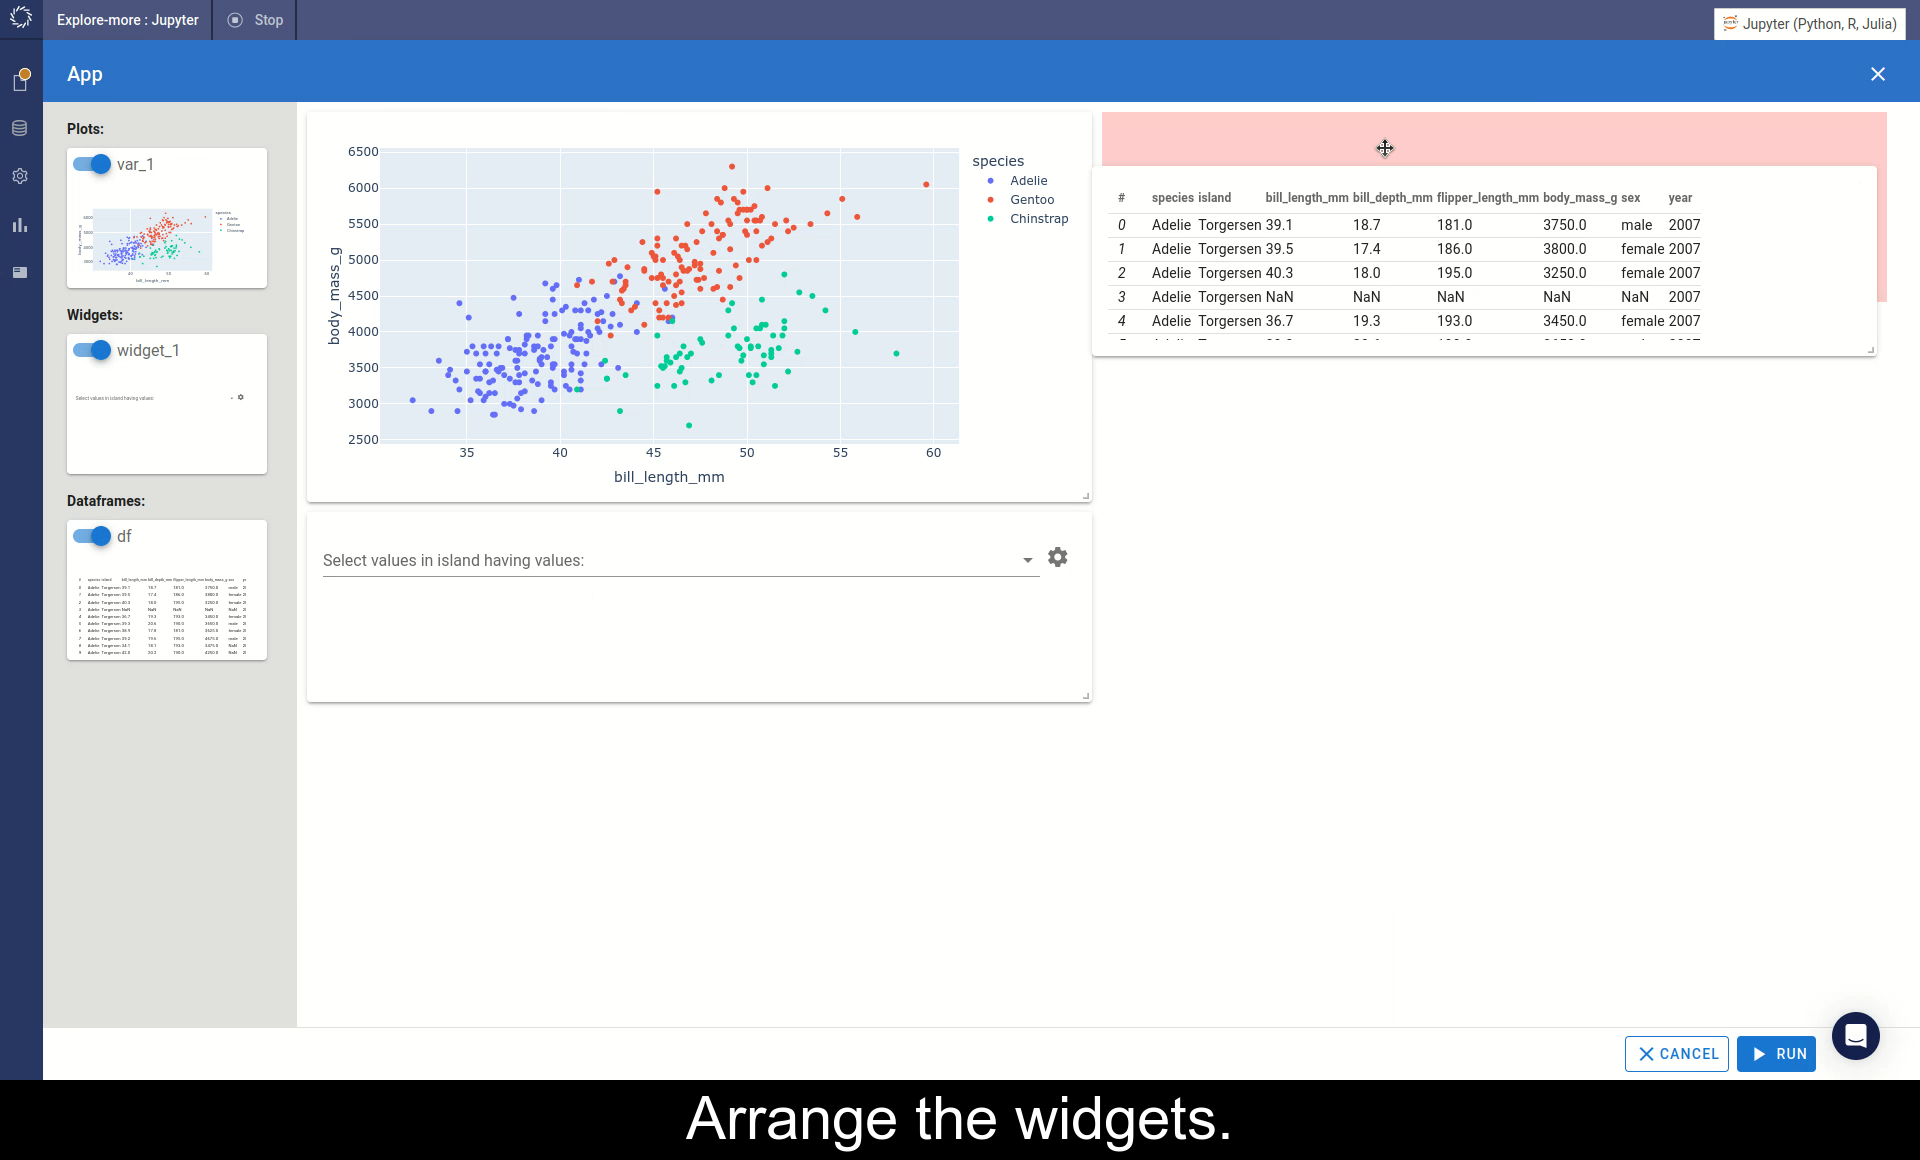 Explore-more : Jupyter
Stop
Jupyter (Python, R, Julia)
App
Plots:
var_1
Widgets:
widget_1
Select values in island having values:
Dataframes:
df
6500
6000
5500
5000
4500
4000
3500
3000
2500
body_mass_g
35 40 45 50 55 60
bill_length_mm
species
Adelie
Gentoo
Chinstrap
Select values in island having values:
# species island bill_length_mm bill_depth_mm flipper_length_mm body_mass_g sex year
0 Adelie Torgersen 39.1 18.7 181.0 3750.0 male 2007
1 Adelie Torgersen 39.5 17.4 186.0 3800.0 female 2007
2 Adelie Torgersen 40.3 18.0 195.0 3250.0 female 2007
3 Adelie Torgersen NaN NaN NaN NaN NaN 2007
4 Adelie Torgersen 36.7 19.3 193.0 3450.0 female 2007
CANCEL
RUN
Arrange the widgets.